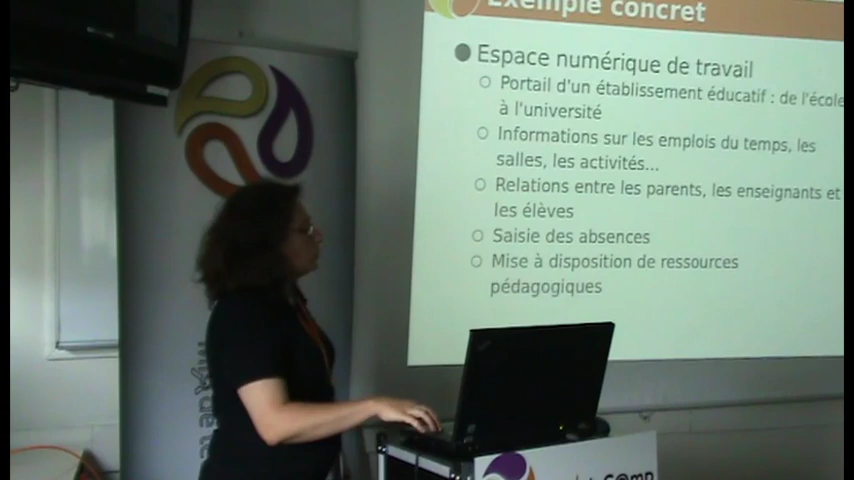 Exemple concret
Espace numérique de travail
Portail d'un établissement éducatif : de l'école
à l'université
Informations sur les emplois du temps, les
salles, les activités...
Relations entre les parents, les enseignants et
les élèves
Saisie des absences
Mise à disposition de ressources
pédagogiques